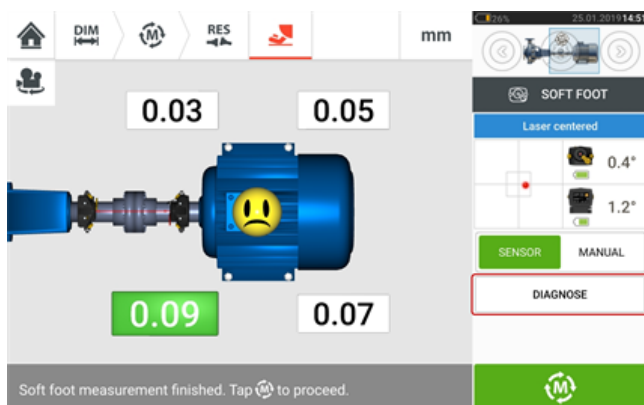 DIM
M
RES
mm
26%
25.01.2019 14:51
0.03
0.05
0.09
0.07
SOFT FOOT
Laser centered
0.4°
1.2°
SENSOR
MANUAL
DIAGNOSE
Soft foot measurement finished. Tap M to proceed.
M